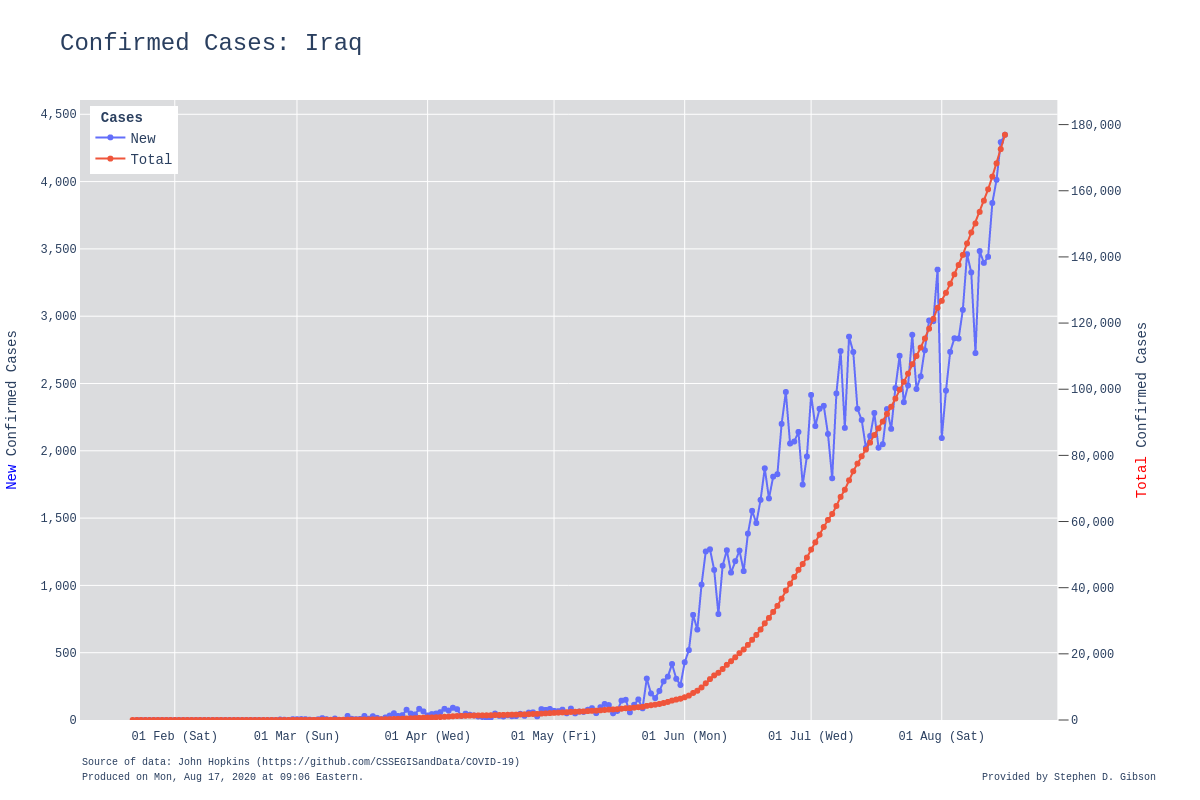 Confirmed Cases: Iraq
Cases
New
Total
4,500
4,000
3,500
3,000
2,500
2,000
1,500
1,000
500
0
180,000
160,000
140,000
120,000
100,000
80,000
60,000
40,000
20,000
0
New Confirmed Cases
Total Confirmed Cases
01 Feb (Sat) 01 Mar (Sun) 01 Apr (Wed) 01 May (Fri) 01 Jun (Mon) 01 Jul (Wed) 01 Aug (Sat)
Source of data: John Hopkins (https://github.com/CSSEGISandData/COVID-19)
Produced on Mon, Aug 17, 2020 at 09:06 Eastern.
Provided by Stephen D. Gibson